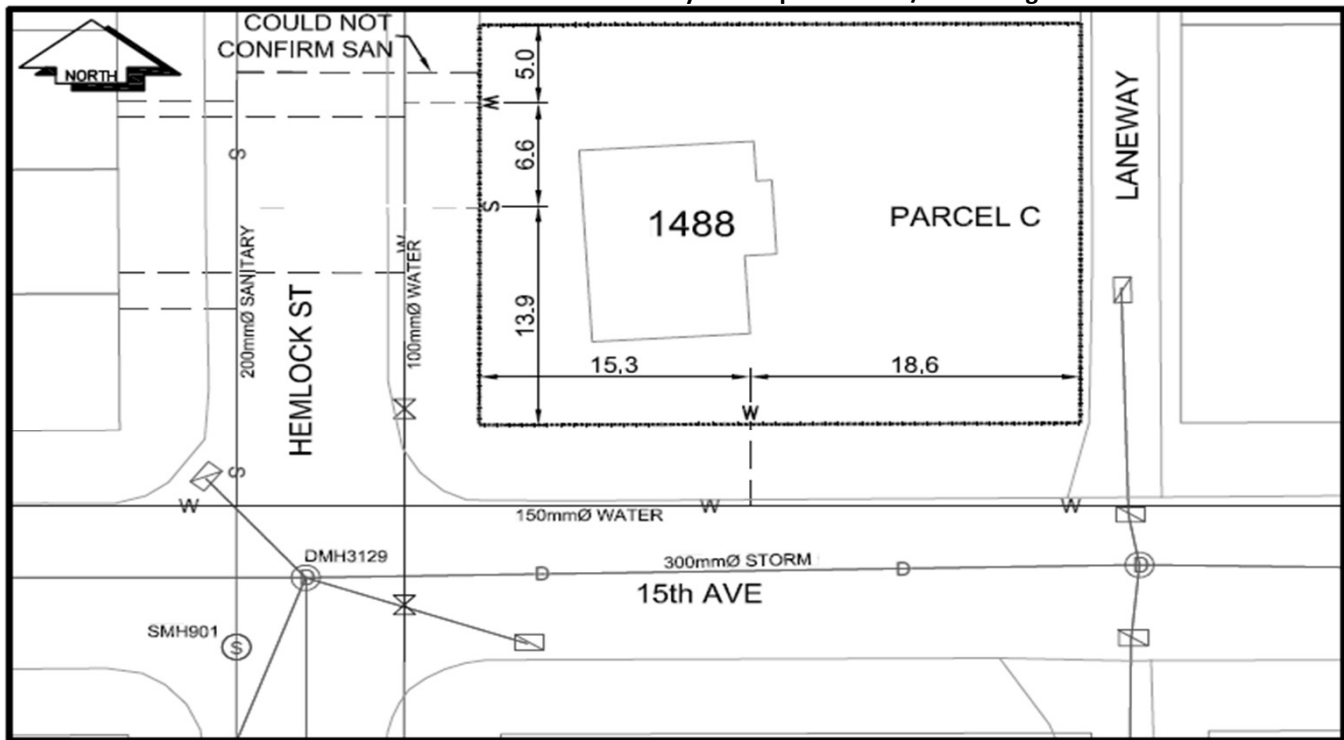 COULD NOT
CONFIRM SAN
NORTH
5.0
W
6.6
S
S
1488
PARCEL C
LANEWAY
W
200mmØ SANITARY
HEMLOCK ST
100mmØ WATER
13.9
15.3
18.6
W
S
W
W
W
150mmØ WATER
DMH3129
D
300mmØ STORM
D
D
D
15th AVE
SMH901
S